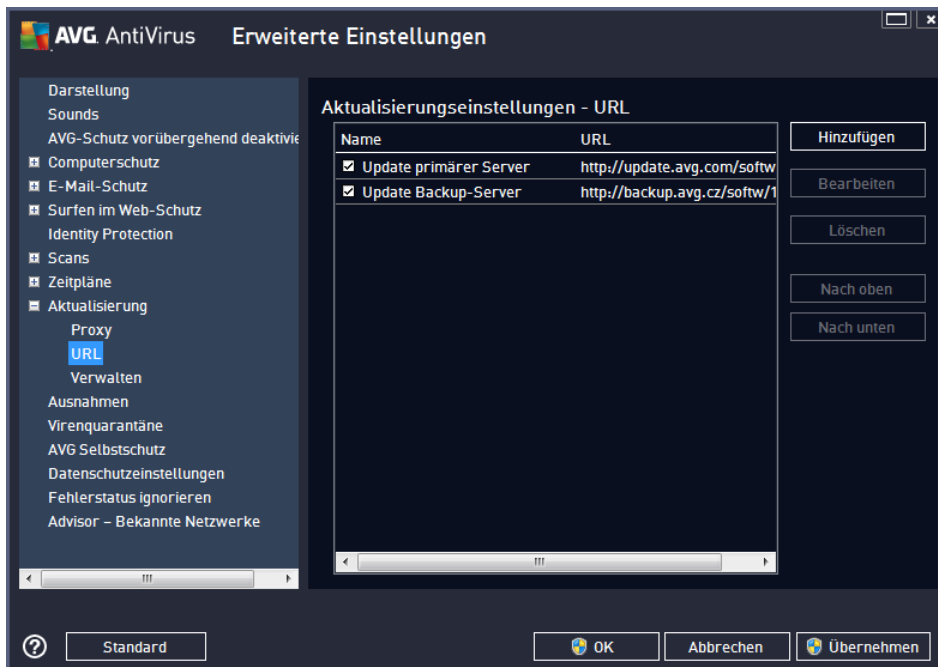 AVG. AntiVirus Erweiterte Einstellungen
Darstellung
Sounds
AVG-Schutz vorübergehend deaktivie
Computerschutz
E-Mail-Schutz
Surfen im Web-Schutz
Identity Protection
Scans
Zeitpläne
Aktualisierung
Proxy
URL
Verwalten
Ausnahmen
Virenquarantäne
AVG Selbstschutz
Datenschutzeinstellungen
Fehlerstatus ignorieren
Advisor – Bekannte Netzwerke
Aktualisierungseinstellungen - URL
Name URL
Update primärer Server http://update.avg.com/softw
Update Backup-Server http://backup.avg.cz/softw/1
Hinzufügen
Bearbeiten
Löschen
Nach oben
Nach unten
? Standard OK Abbrechen Übernehmen